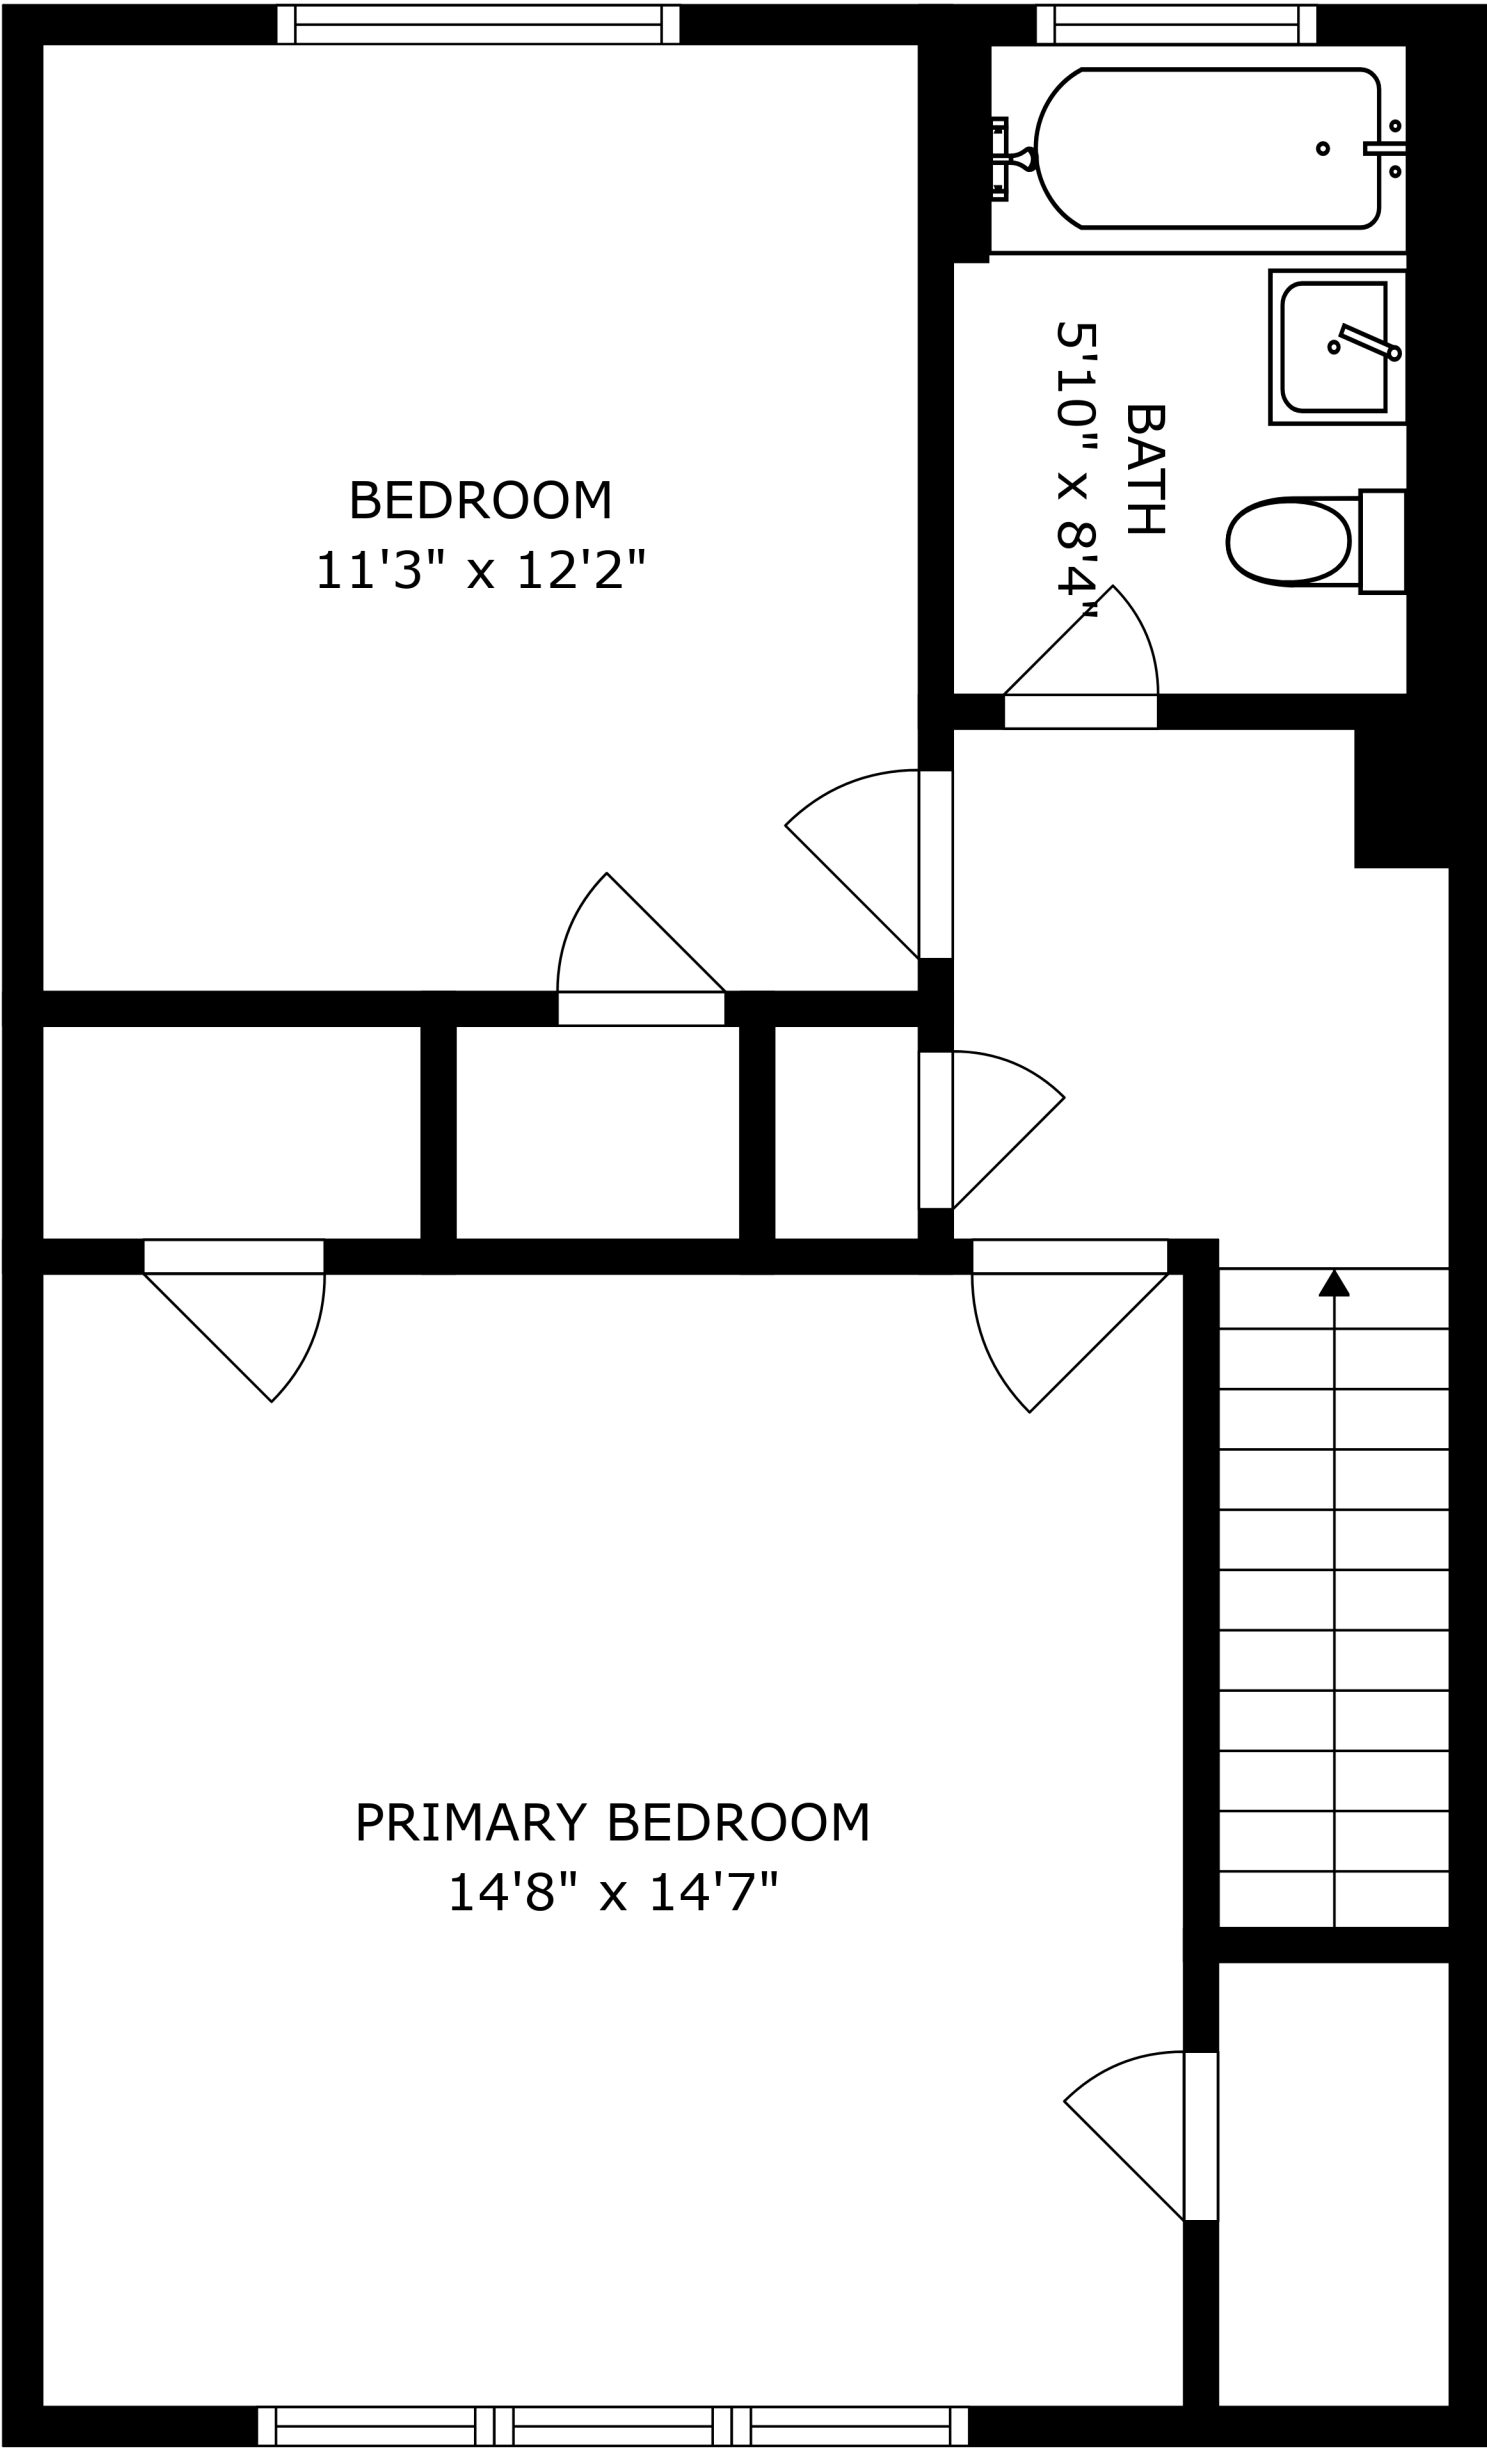 BEDROOM
11'3" x 12'2"
BATH
5'10" x 8'4"
PRIMARY BEDROOM
14'8" x 14'7"